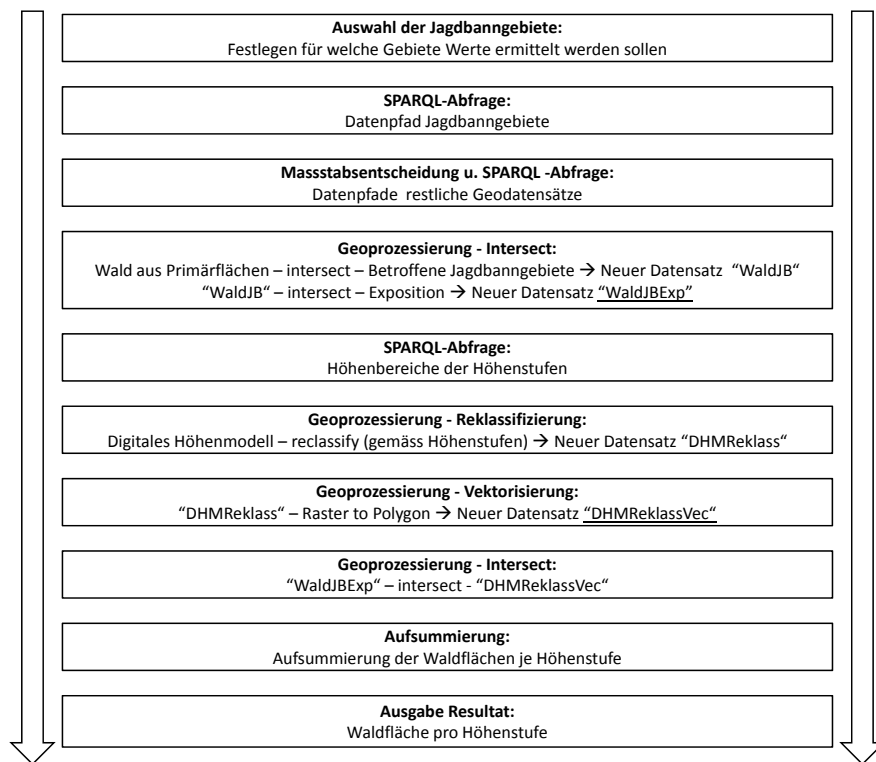 Auswahl der Jagdbanngebiete:
Festlegen für welche Gebiete Werte ermittelt werden sollen
SPARQL-Abfrage:
Datenpfad Jagdbanngebiete
Massstabsentscheidung u. SPARQL -Abfrage:
Datenpfade restliche Geodatensätze
Geoprozessierung - Intersect:
Wald aus Primärflächen – intersect – Betroffene Jagdbanngebiete → Neuer Datensatz “WaldJB“
“WaldJB“ – intersect – Exposition → Neuer Datensatz “WaldJBExp”
SPARQL-Abfrage:
Höhenbereiche der Höhenstufen
Geoprozessierung - Reklassifizierung:
Digitales Höhenmodell – reclassify (gemäss Höhenstufen) → Neuer Datensatz “DHMReklass“
Geoprozessierung - Vektorisierung:
“DHMReklass“ – Raster to Polygon → Neuer Datensatz “DHMReklassVec“
Geoprozessierung - Intersect:
“WaldJBExp“ – intersect - “DHMReklassVec“
Aufsummierung:
Aufsummierung der Waldflächen je Höhenstufe
Ausgabe Resultat:
Waldfläche pro Höhenstufe